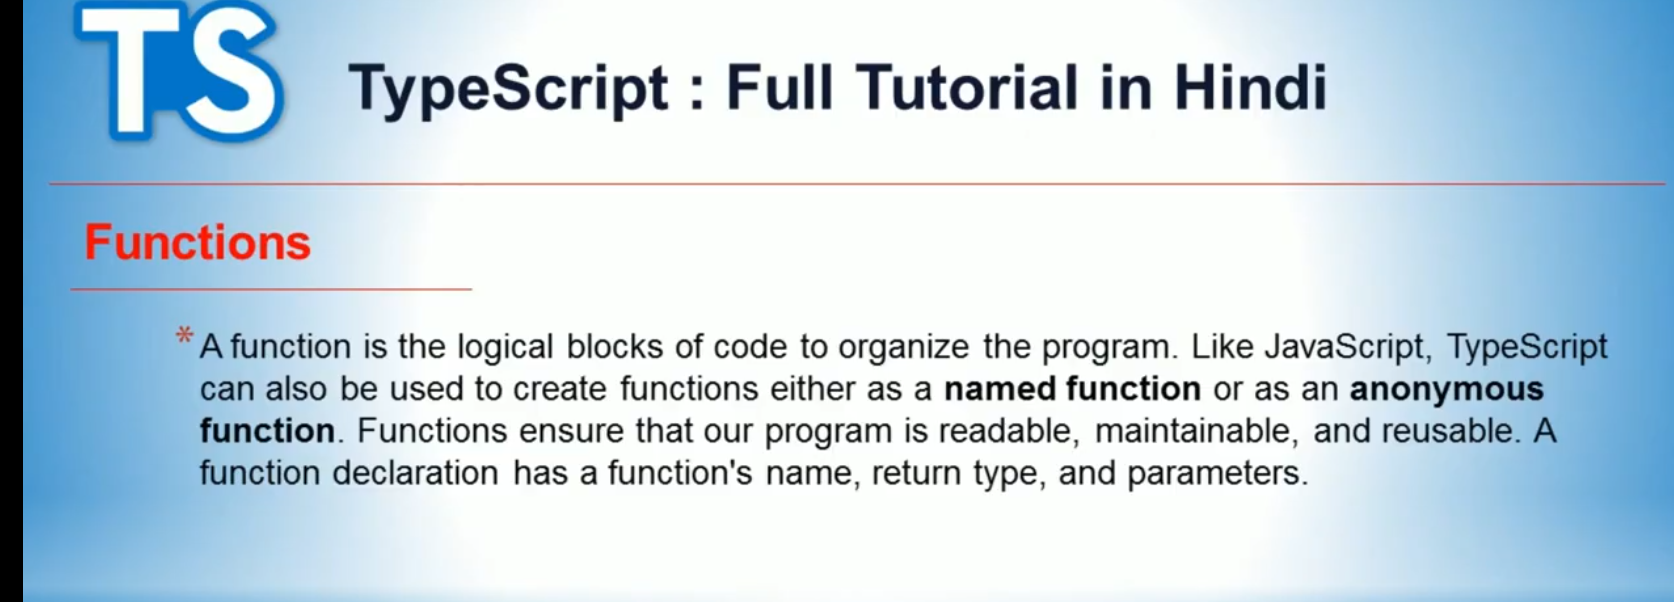 TS
TypeScript : Full Tutorial in Hindi
Functions
* A function is the logical blocks of code to organize the program. Like JavaScript, TypeScript
can also be used to create functions either as a named function or as an anonymous
function. Functions ensure that our program is readable, maintainable, and reusable. A
function declaration has a function's name, return type, and parameters.